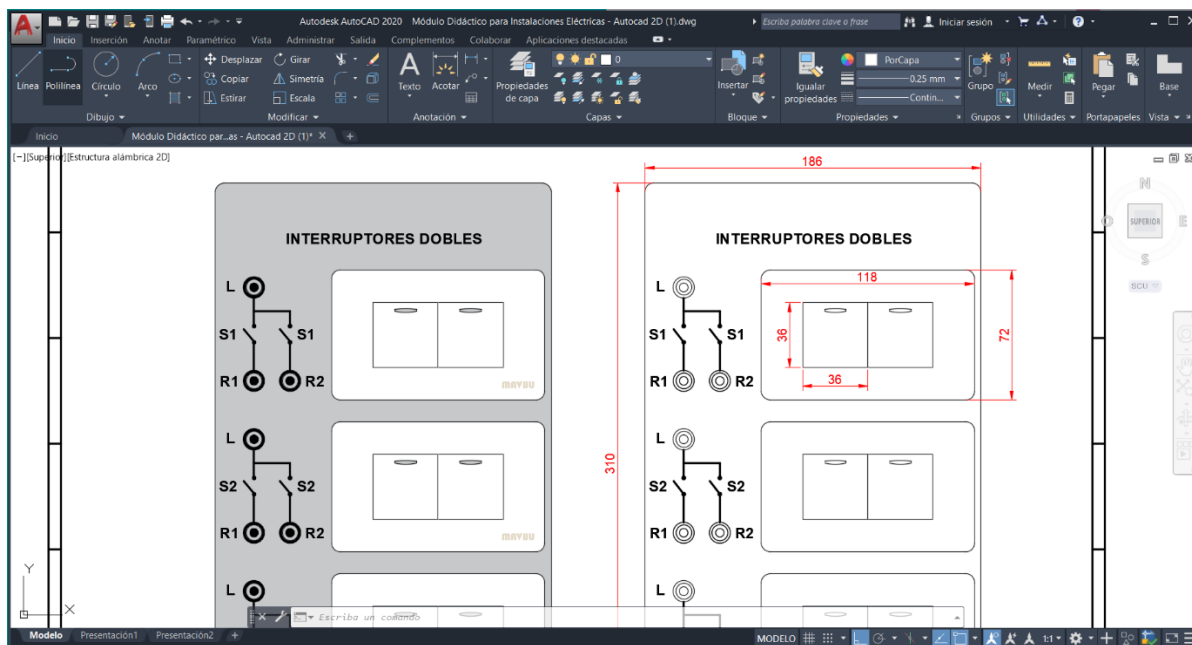 Autodesk AutoCAD 2020 Módulo Didáctico para Instalaciones Eléctricas - Autocad 2D (1).dwg
Escriba palabra clave o frase
Iniciar sesión
Inicio Inserción Anotar Paramétrico Vista Administrar Salida Complementos Colaborar Aplicaciones destacadas
Línea Polilínea Círculo Arco
Desplazar Girar
Copiar Simetría
Estirar Escala
Texto Acotar
Propiedades de capa
0
Insertar
Igualar propiedades
PorCapa
0.25 mm
Contin...
Grupo
Medir
Pegar
Base
Dibujo Modificar Anotación Capas Bloque Propiedades Grupos Utilidades Portapapeles Vista
Inicio Módulo Didáctico par...as - Autocad 2D (1)*
[−][Superior][Estructura alámbrica 2D]
INTERRUPTORES DOBLES
L
S1 S1
R1 R2
MAVBU
L
S2 S2
R1 R2
MAVBU
L
186
310
INTERRUPTORES DOBLES
L
118
S1 S1
36
72
R1 R2
36
L
S2 S2
R1 R2
L
N
O SUPERIOR E
S
SCU
Y
X
Escriba un comando
Modelo Presentación1 Presentación2 +
MODELO
1:1